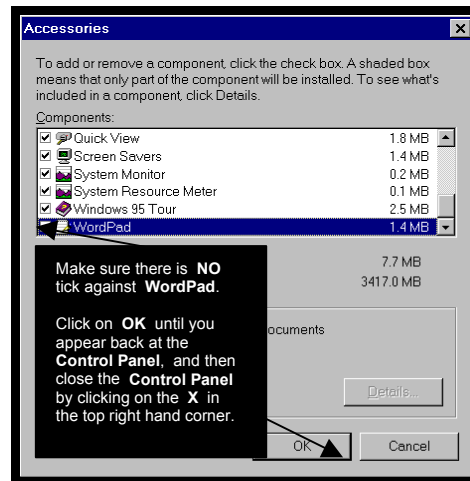 Accessories
To add or remove a component, click the check box. A shaded box
means that only part of the component will be installed. To see what's
included in a component, click Details.
Components:
Quick View 1.8 MB
Screen Savers 1.4 MB
System Monitor 0.2 MB
System Resource Meter 0.1 MB
Windows 95 Tour 2.5 MB
WordPad 1.4 MB
7.7 MB
3417.0 MB
Make sure there is NO
tick against WordPad.
Click on OK until you
appear back at the
Control Panel, and then
close the Control Panel
by clicking on the X in
the top right hand corner.
ocuments
Details...
OK
Cancel